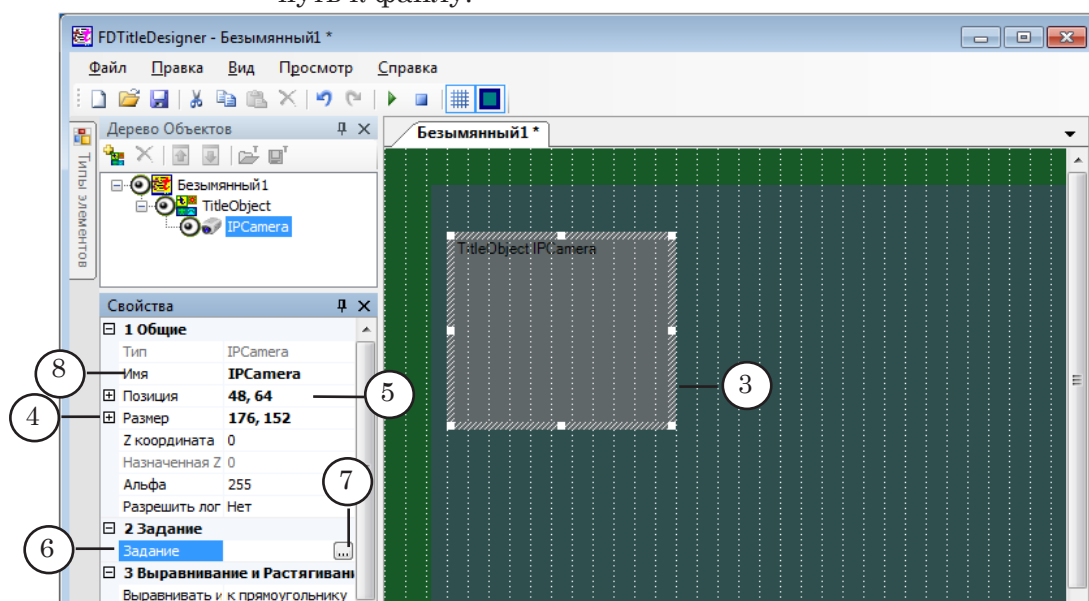 путь к файлу.
FDTitleDesigner - Безымянный1 *
Файл Правка Вид Просмотр Справка
Дерево Объектов
Безымянный1 *
Типы элементов
Безымянный1
TitleObject
IPCamera
TitleObject IPCamera
Свойства
1 Общие
Тип IPCamera
8
Имя IPCamera
5
3
Позиция 48, 64
4
Размер 176, 152
Z координата 0
Назначенная Z 0
7
Альфа 255
Разрешить лог Нет
2 Задание
6
Задание ...
3 Выравнивание и Растягивани
Выравнивать и к прямоугольнику